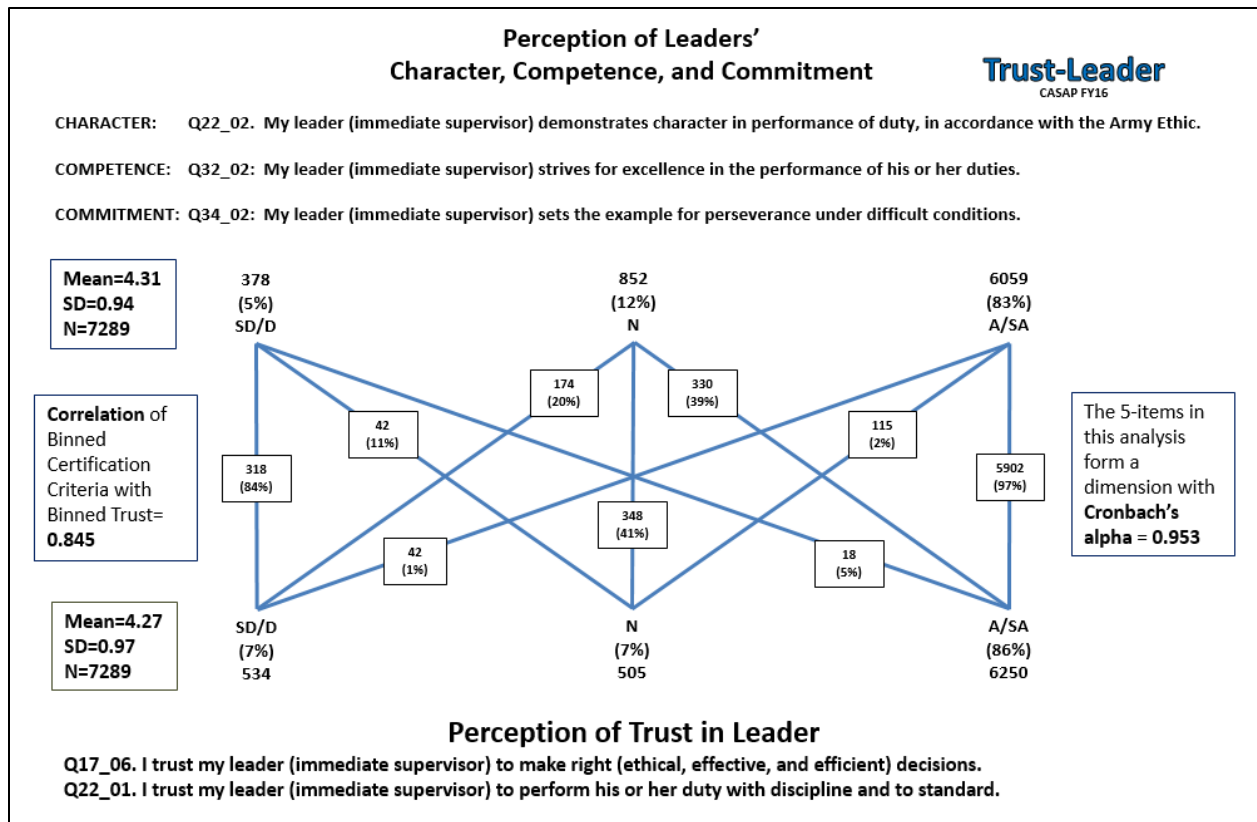 Perception of Leaders’
Character, Competence, and Commitment
Trust-Leader
CASAP FY16
CHARACTER: Q22_02. My leader (immediate supervisor) demonstrates character in performance of duty, in accordance with the Army Ethic.
COMPETENCE: Q32_02: My leader (immediate supervisor) strives for excellence in the performance of his or her duties.
COMMITMENT: Q34_02: My leader (immediate supervisor) sets the example for perseverance under difficult conditions.
Mean=4.31
SD=0.94
N=7289
378
(5%)
SD/D
852
(12%)
N
6059
(83%)
A/SA
174
(20%)
330
(39%)
42
(11%)
115
(2%)
318
(84%)
5902
(97%)
348
(41%)
42
(1%)
18
(5%)
Correlation of
Binned
Certification
Criteria with
Binned Trust=
0.845
The 5-items in
this analysis
form a
dimension with
Cronbach’s
alpha = 0.953
Mean=4.27
SD=0.97
N=7289
SD/D
(7%)
534
N
(7%)
505
A/SA
(86%)
6250
Perception of Trust in Leader
Q17_06. I trust my leader (immediate supervisor) to make right (ethical, effective, and efficient) decisions.
Q22_01. I trust my leader (immediate supervisor) to perform his or her duty with discipline and to standard.